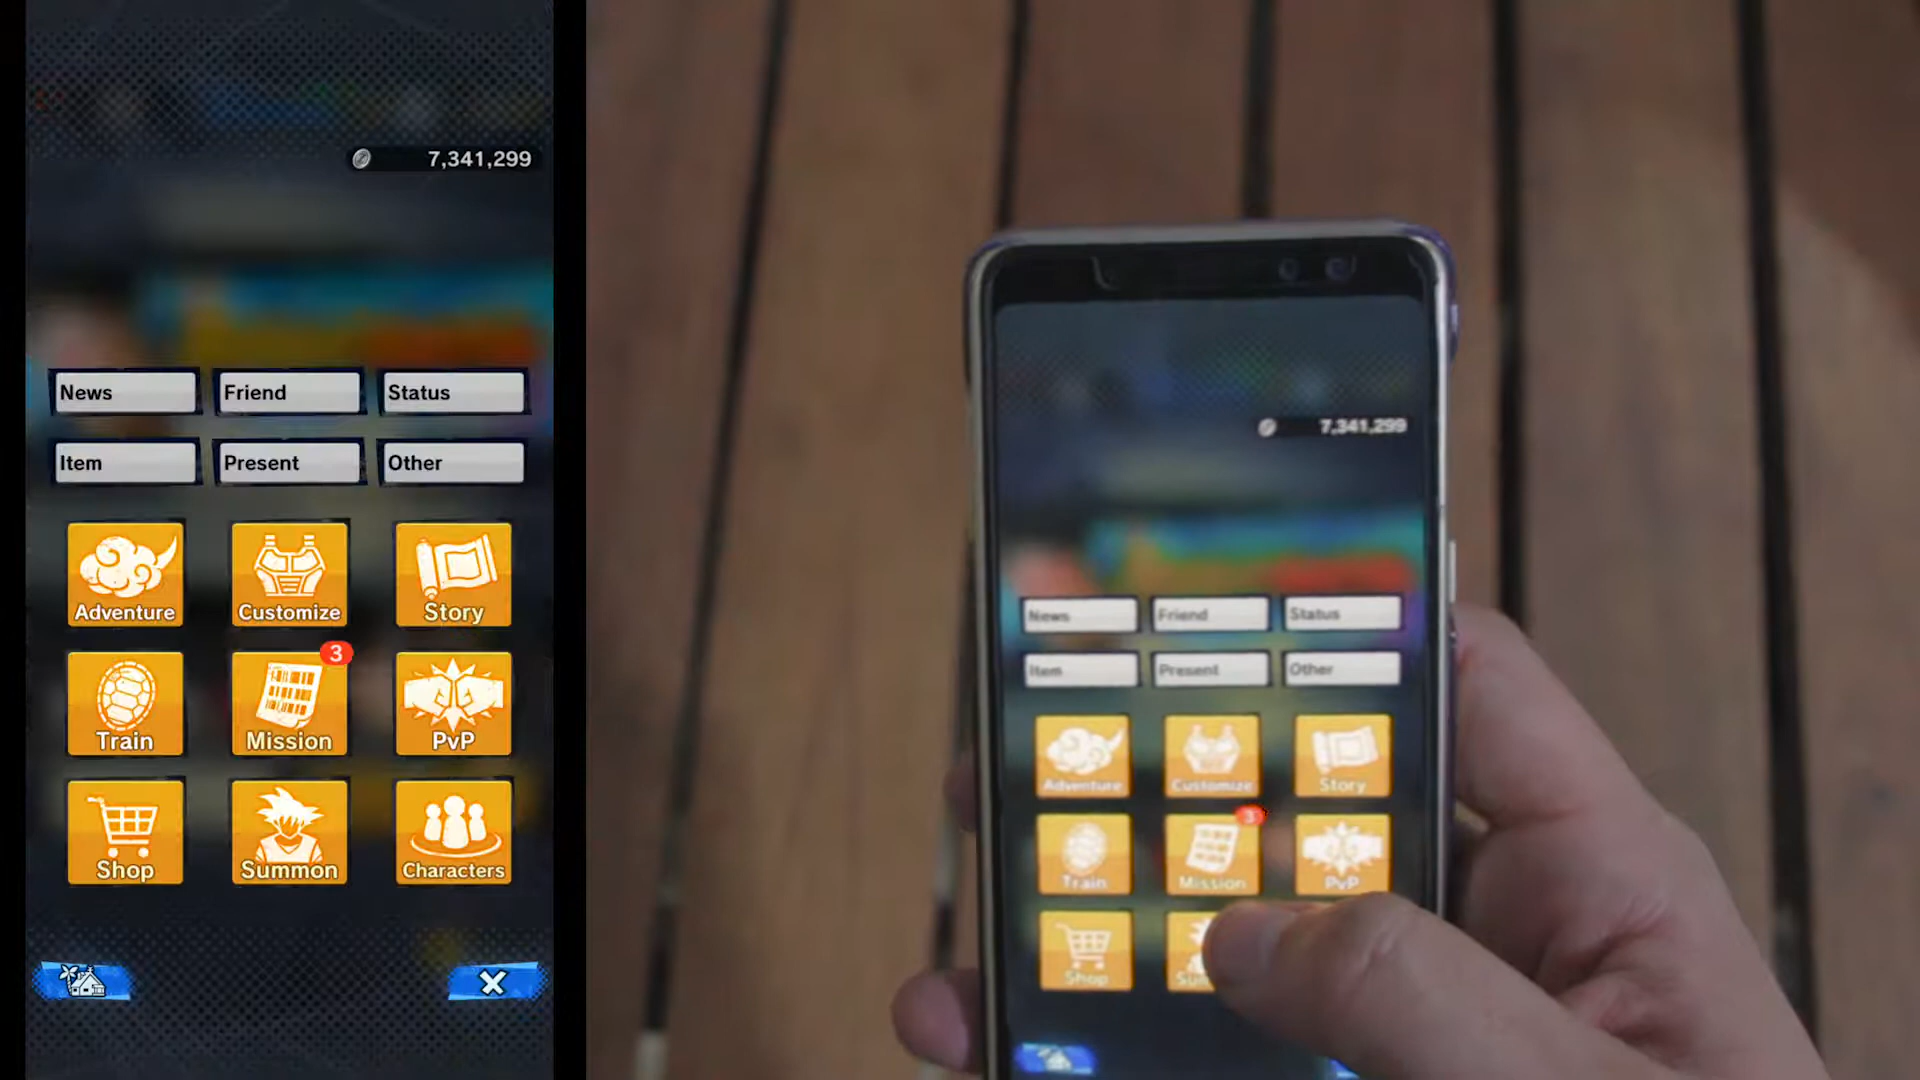 7,341,299
News Friend Status
Item Present Other
Adventure Customize Story
3
Train Mission PvP
Shop Summon Characters
7,341,299
News Friend Status
Item Present Other
Adventure Customize Story
3
Train Mission PvP
Shop